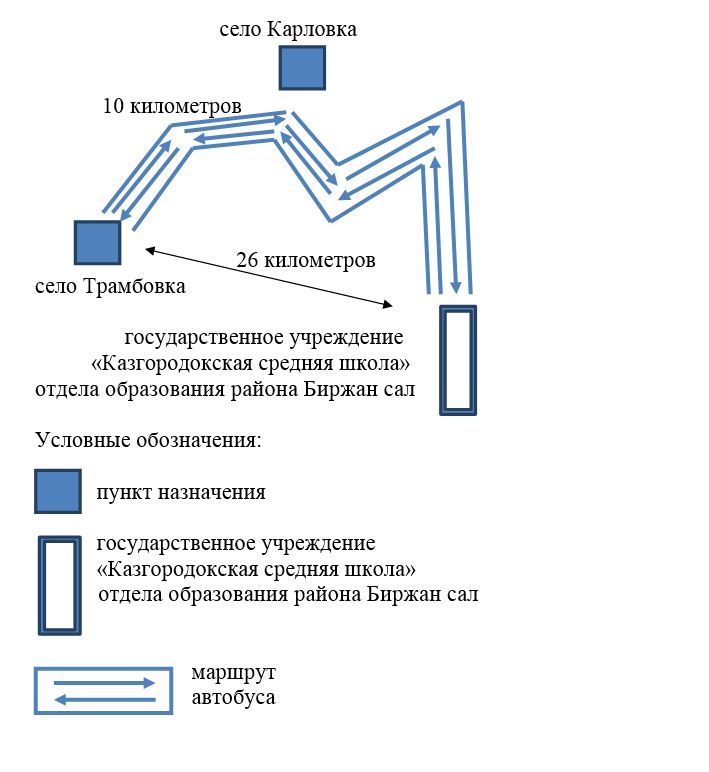 село Карловка
10 километров
26 километров
село Трамбовка
государственное учреждение
«Казгородокская средняя школа»
отдела образования района Биржан сал
Условные обозначения:
пункт назначения
государственное учреждение
«Казгородокская средняя школа»
отдела образования района Биржан сал
маршрут
автобуса